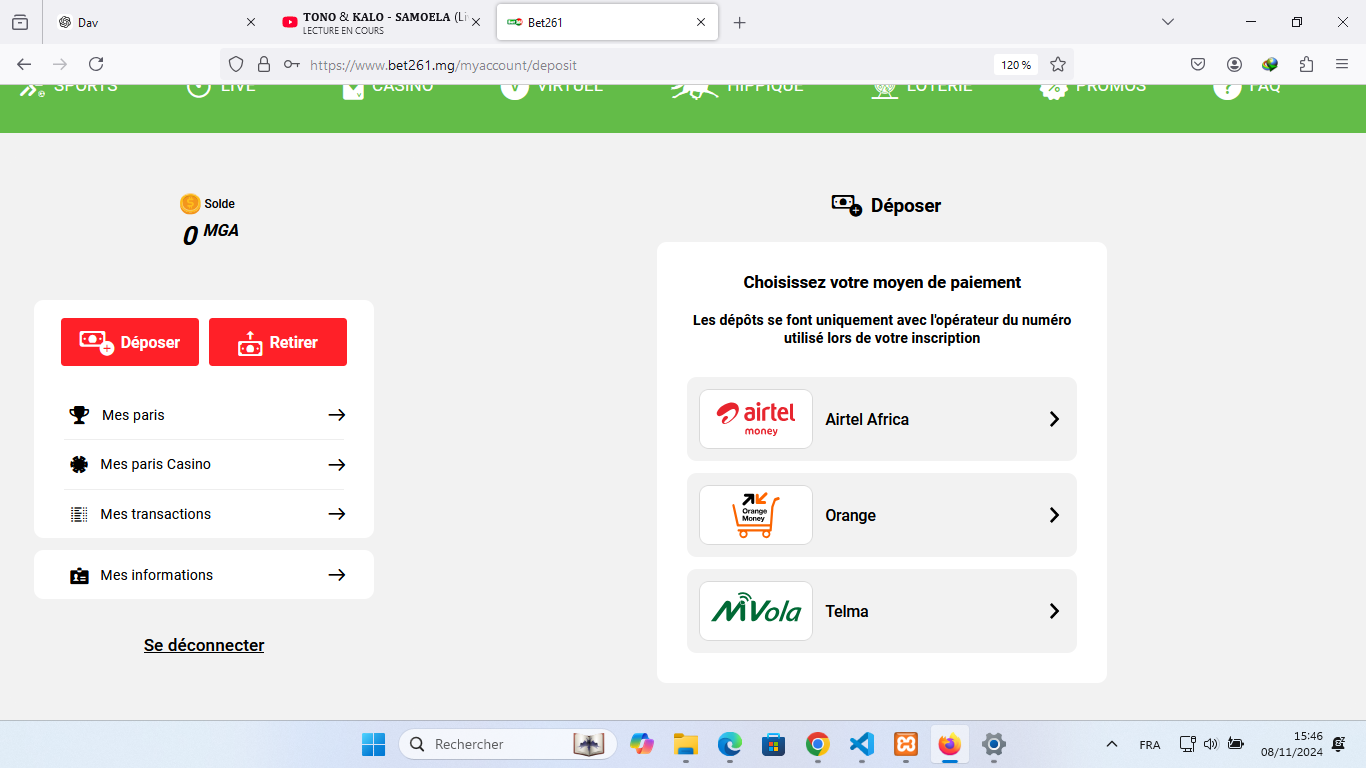 Dav
TONO & KALO - SAMOELA (Li
LECTURE EN COURS
Bet261
https://www.bet261.mg/myaccount/deposit
120 %
SPORTS
LIVE
CASINO
VIRTUEL
HIPPIQUE
LOTERIE
PROMOS
FAQ
Solde
0 MGA
Déposer
Retirer
Mes paris
Mes paris Casino
Mes transactions
Mes informations
Se déconnecter
Déposer
Choisissez votre moyen de paiement
Les dépôts se font uniquement avec l'opérateur du numéro
utilisé lors de votre inscription
airtel
money
Airtel Africa
Orange
Money
Orange
MVola
Telma
Rechercher
FRA
15:46
08/11/2024